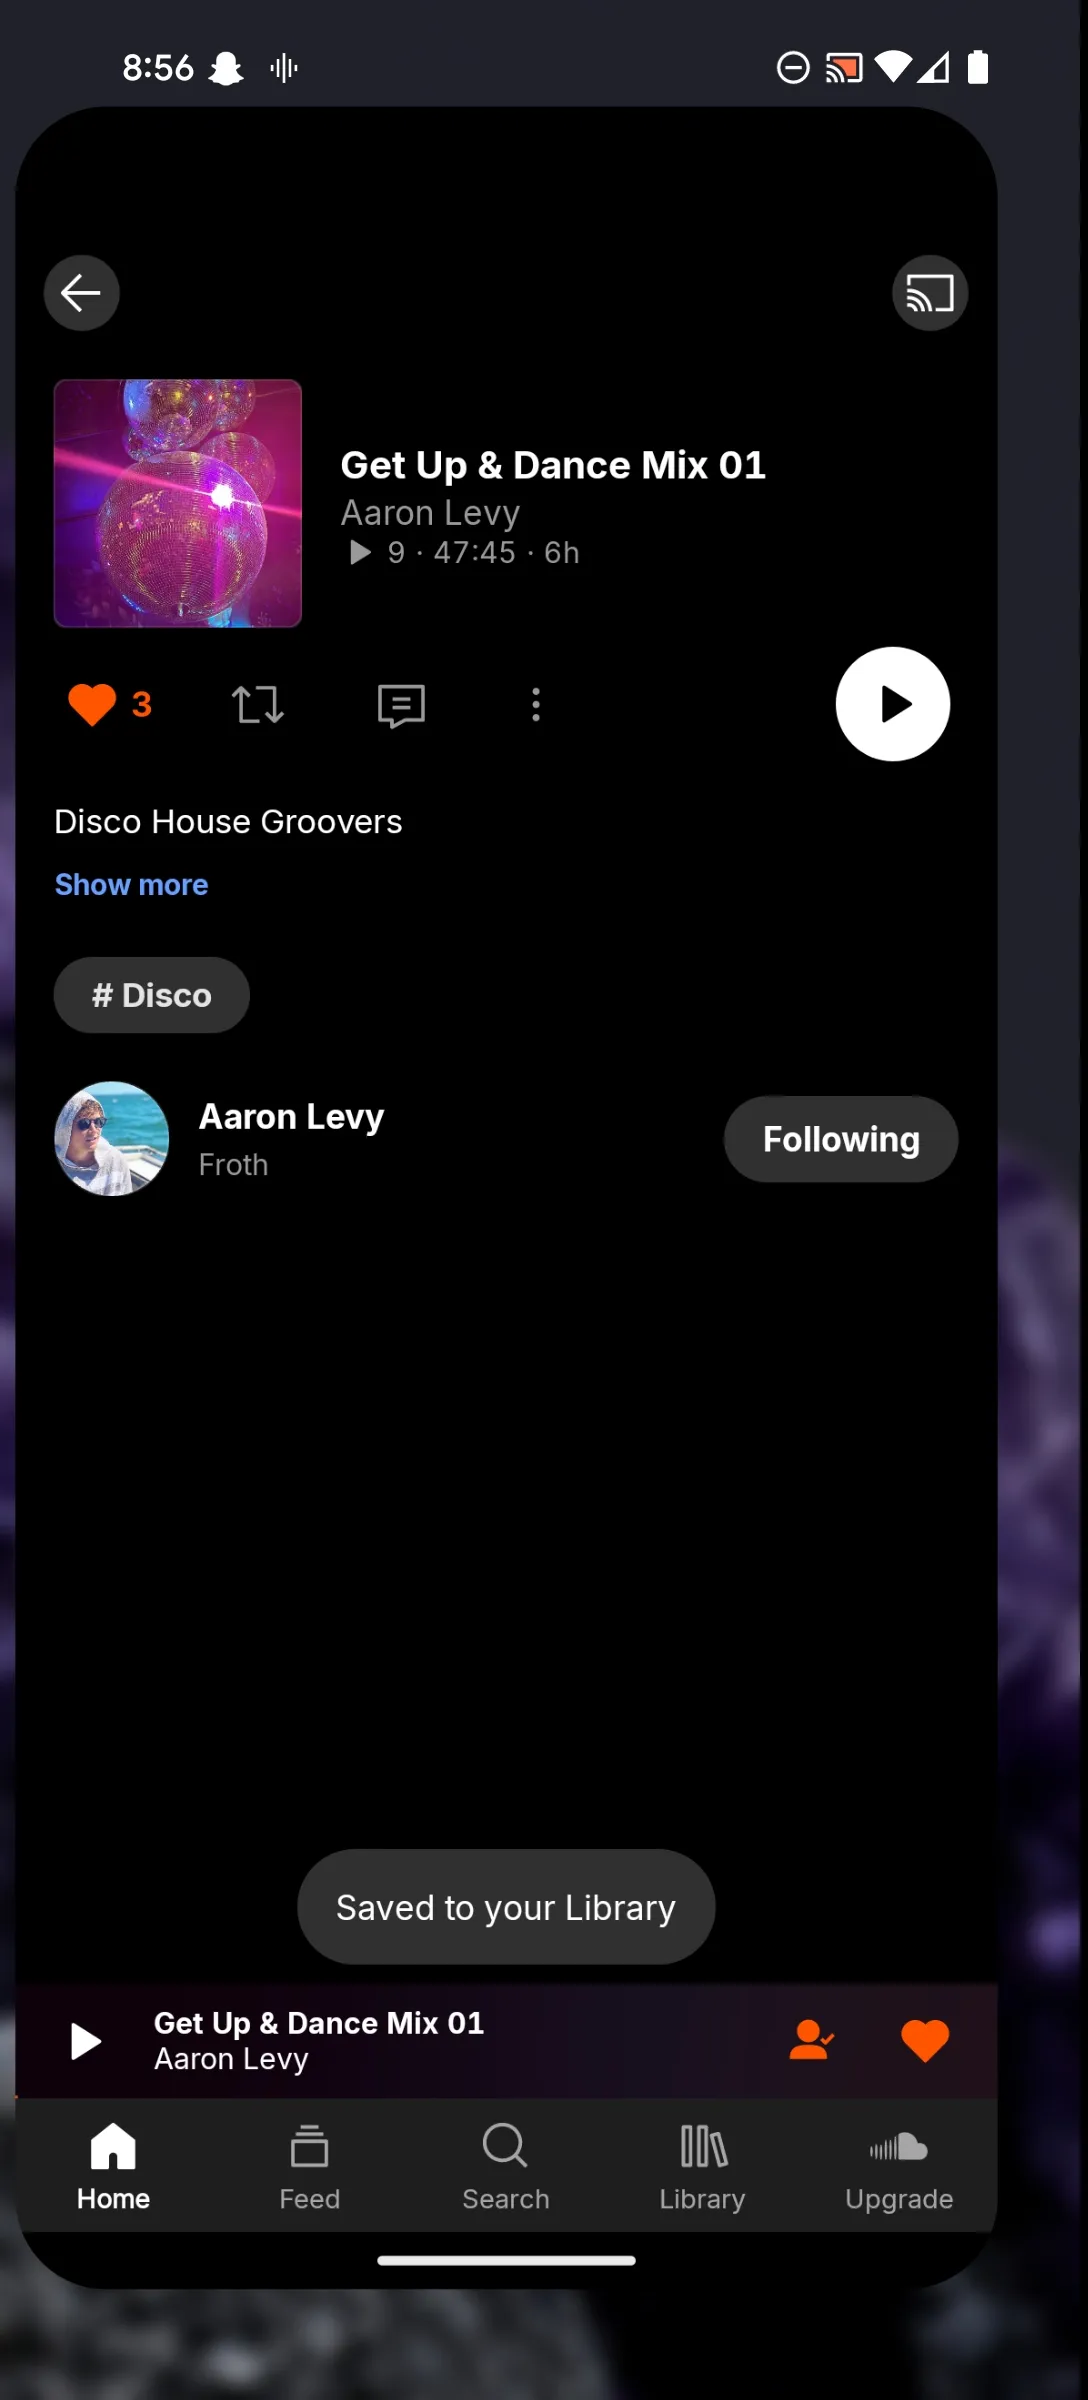 8:56
Get Up & Dance Mix 01
Aaron Levy
9 · 47:45 · 6h
3
Disco House Groovers
Show more
# Disco
Aaron Levy
Froth
Following
Saved to your Library
Get Up & Dance Mix 01
Aaron Levy
Home
Feed
Search
Library
Upgrade